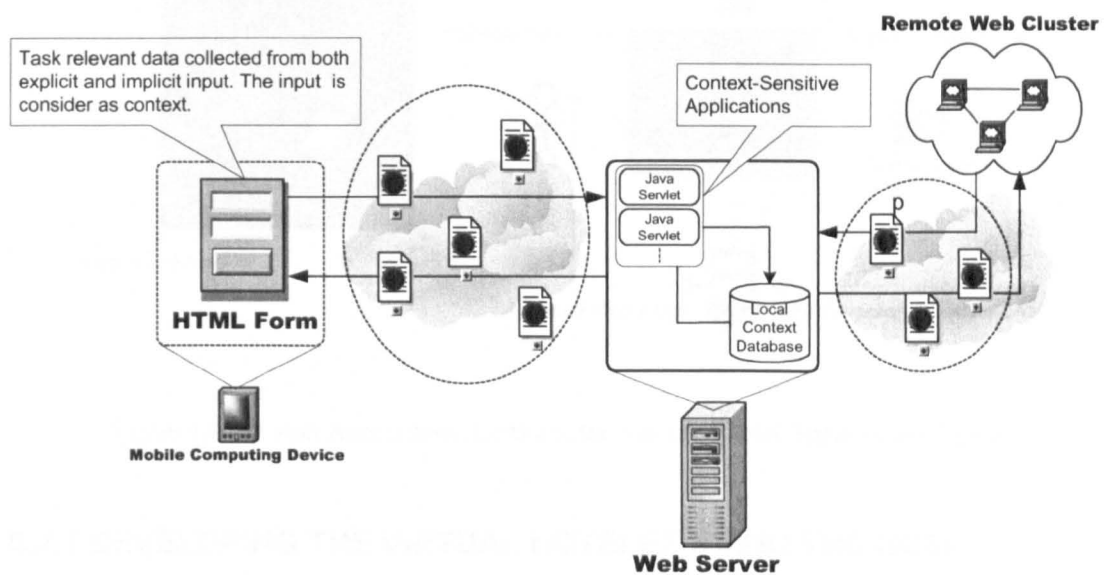 Remote Web Cluster
Task relevant data collected from both
explicit and implicit input. The input is
consider as context.
Context-Sensitive
Applications
Java
Servlet
Java
Servlet
p
HTML Form
Local
Context
Database
Mobile Computing Device
Web Server